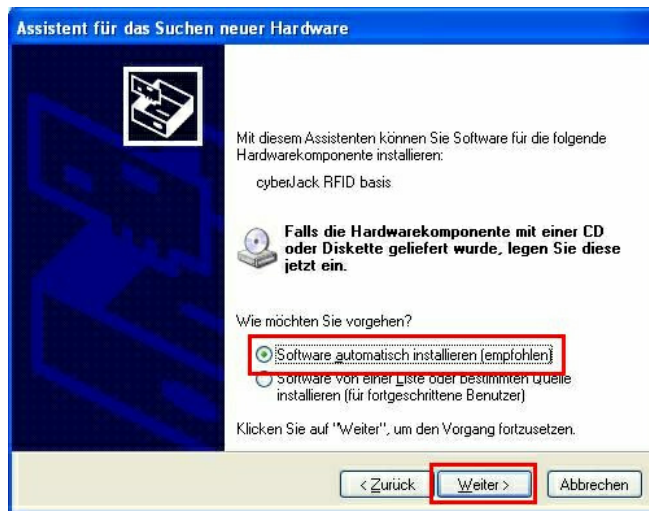 Assistent für das Suchen neuer Hardware
Mit diesem Assistenten können Sie Software für die folgende
Hardwarekomponente installieren:
cyberJack RFID basis
Falls die Hardwarekomponente mit einer CD
oder Diskette geliefert wurde, legen Sie diese
jetzt ein.
Wie möchten Sie vorgehen?
Software automatisch installieren (empfohlen)
Software von einer Liste oder bestimmten Quelle
installieren (für fortgeschrittene Benutzer)
Klicken Sie auf "Weiter", um den Vorgang fortzusetzen.
< Zurück Weiter > Abbrechen